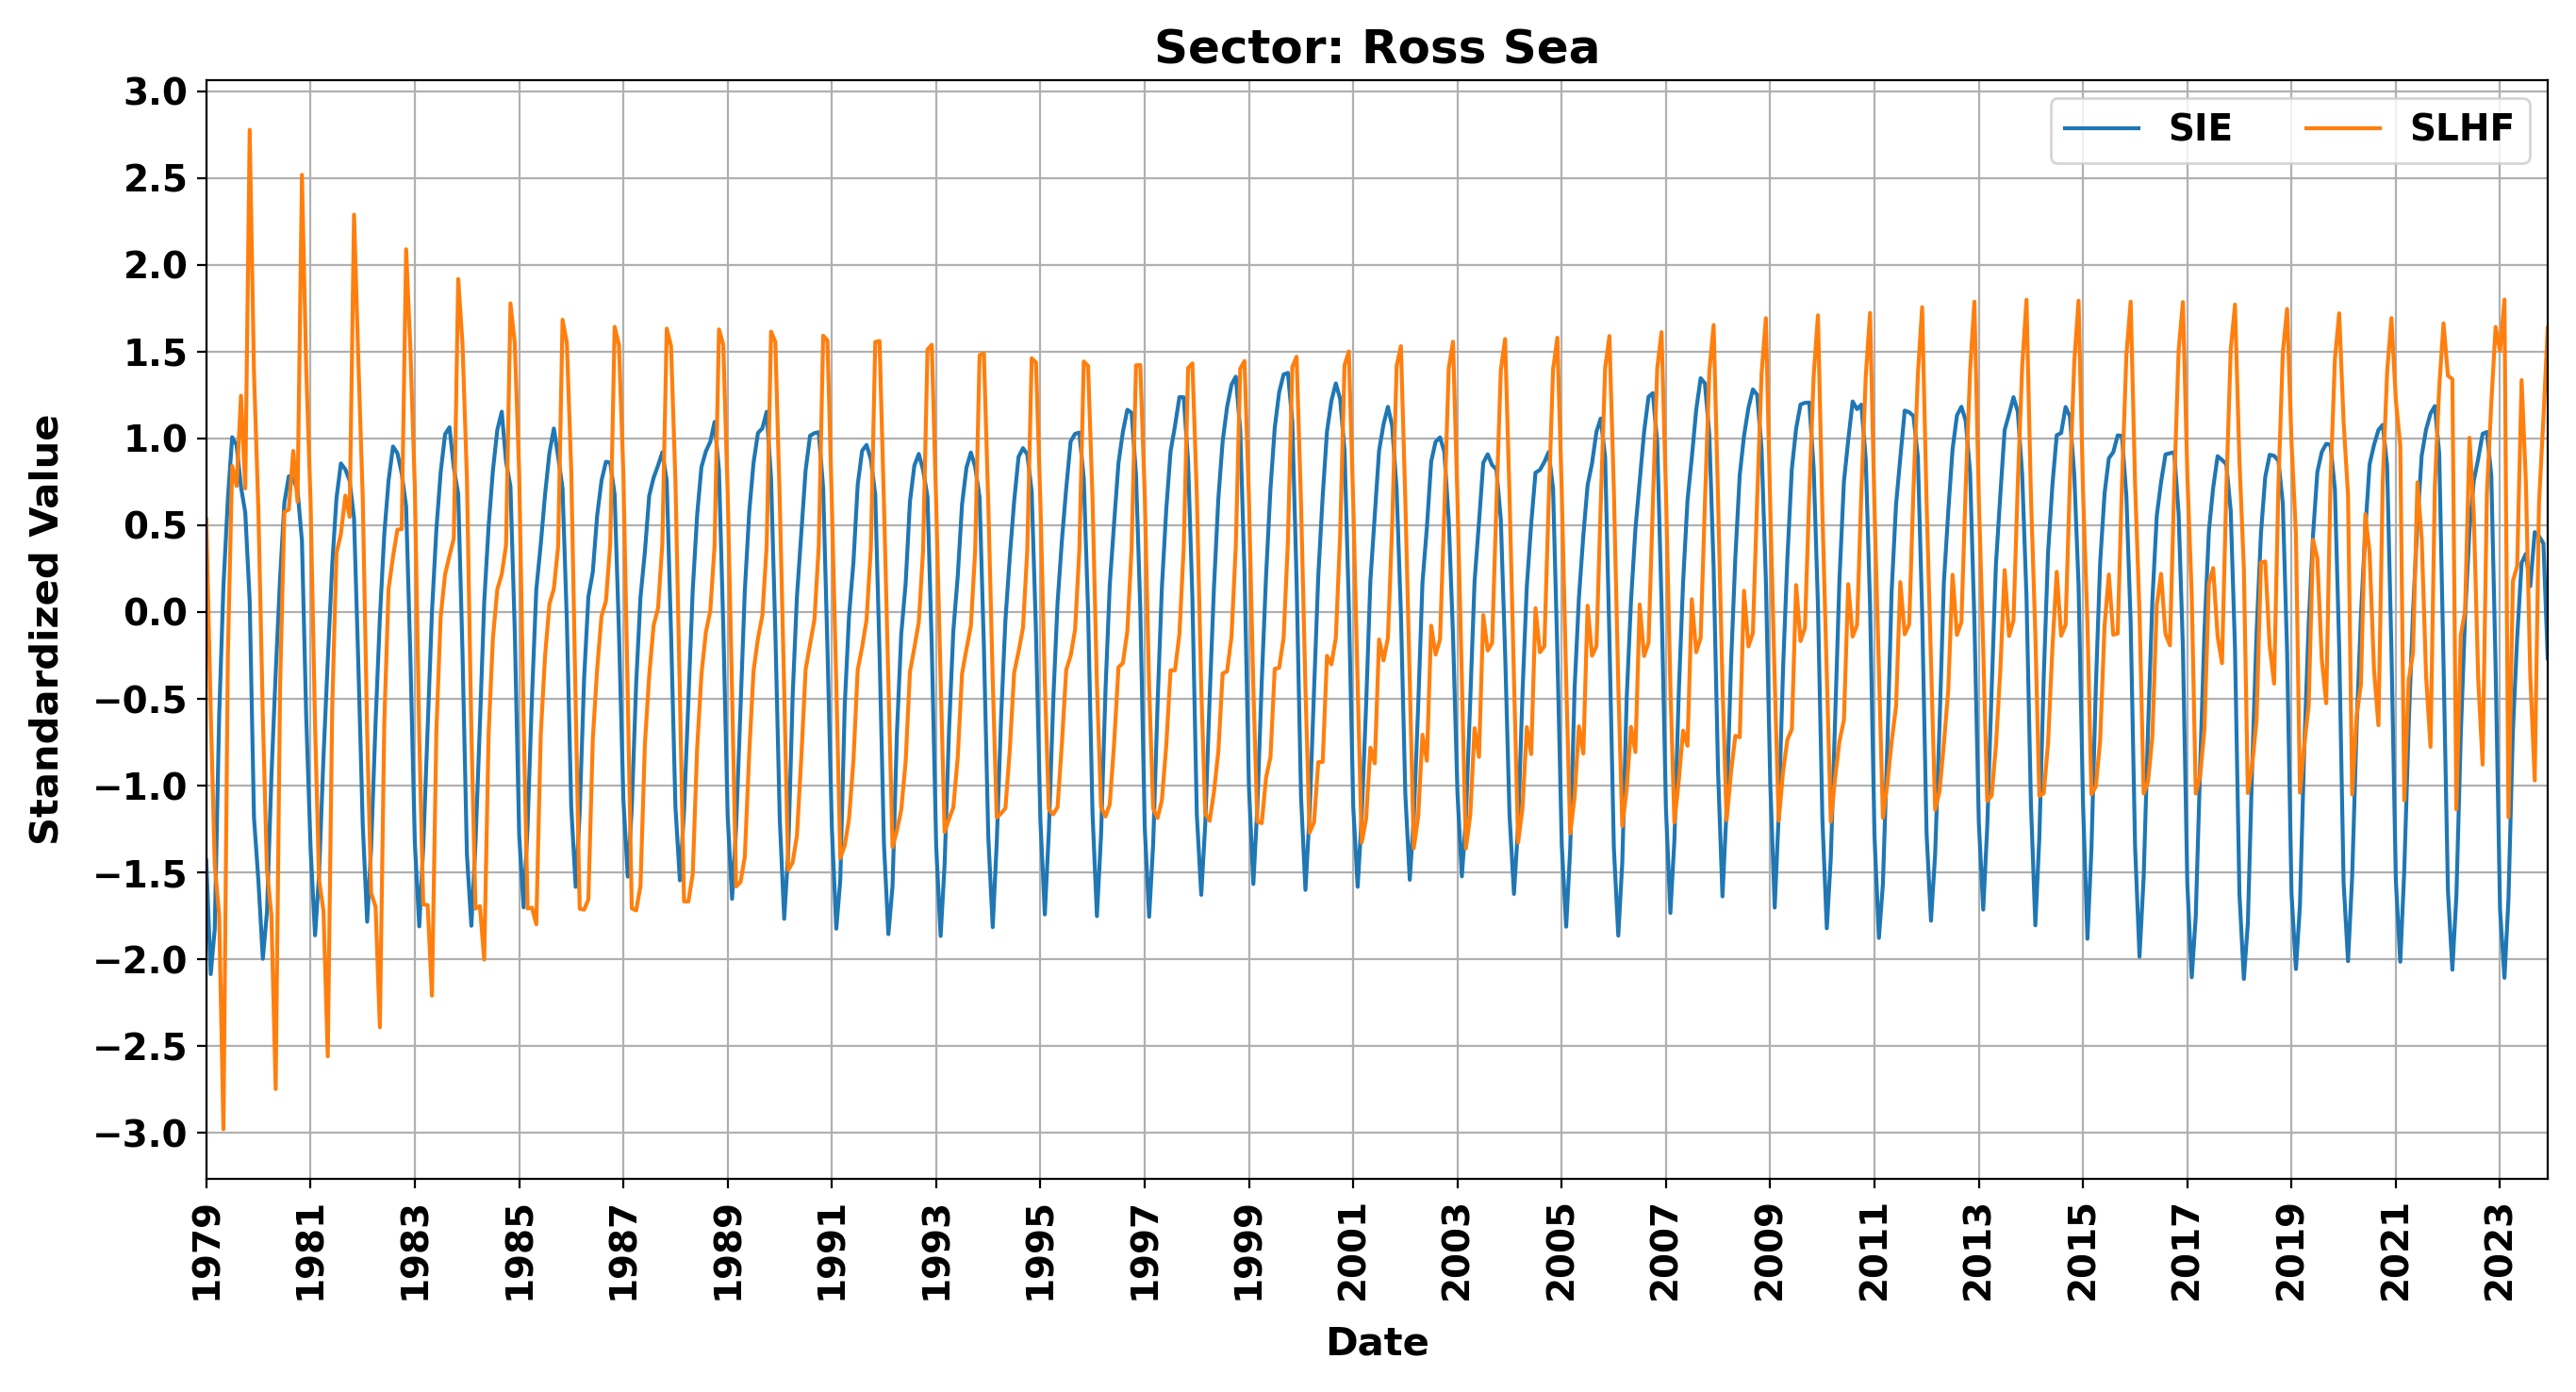 Sector: Ross Sea
SIE SLHF
Standardized Value
3.0
2.5
2.0
1.5
1.0
0.5
0.0
−0.5
−1.0
−1.5
−2.0
−2.5
−3.0
1979 1981 1983 1985 1987 1989 1991 1993 1995 1997 1999 2001 2003 2005 2007 2009 2011 2013 2015 2017 2019 2021 2023
Date